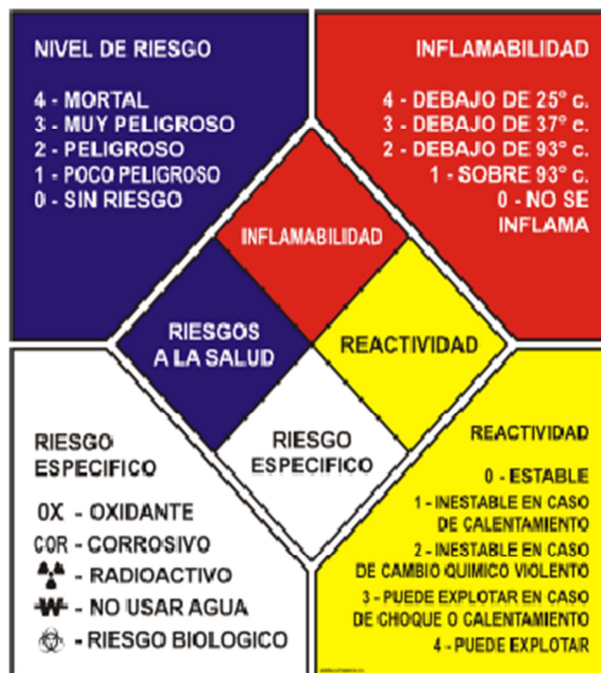 NIVEL DE RIESGO
4 - MORTAL
3 - MUY PELIGROSO
2 - PELIGROSO
1 - POCO PELIGROSO
0 - SIN RIESGO
INFLAMABILIDAD
4 - DEBAJO DE 25° c.
3 - DEBAJO DE 37° c.
2 - DEBAJO DE 93° c.
1 - SOBRE 93° c.
0 - NO SE
INFLAMA
INFLAMABILIDAD
RIESGOS
A LA SALUD
REACTIVIDAD
RIESGO
ESPECIFICO
RIESGO
ESPECIFICO
OX - OXIDANTE
COR - CORROSIVO
- RADIOACTIVO
W - NO USAR AGUA
- RIESGO BIOLOGICO
REACTIVIDAD
0 - ESTABLE
1 - INESTABLE EN CASO
DE CALENTAMIENTO
2 - INESTABLE EN CASO
DE CAMBIO QUIMICO VIOLENTO
3 - PUEDE EXPLOTAR EN CASO
DE CHOQUE O CALENTAMIENTO
4 - PUEDE EXPLOTAR